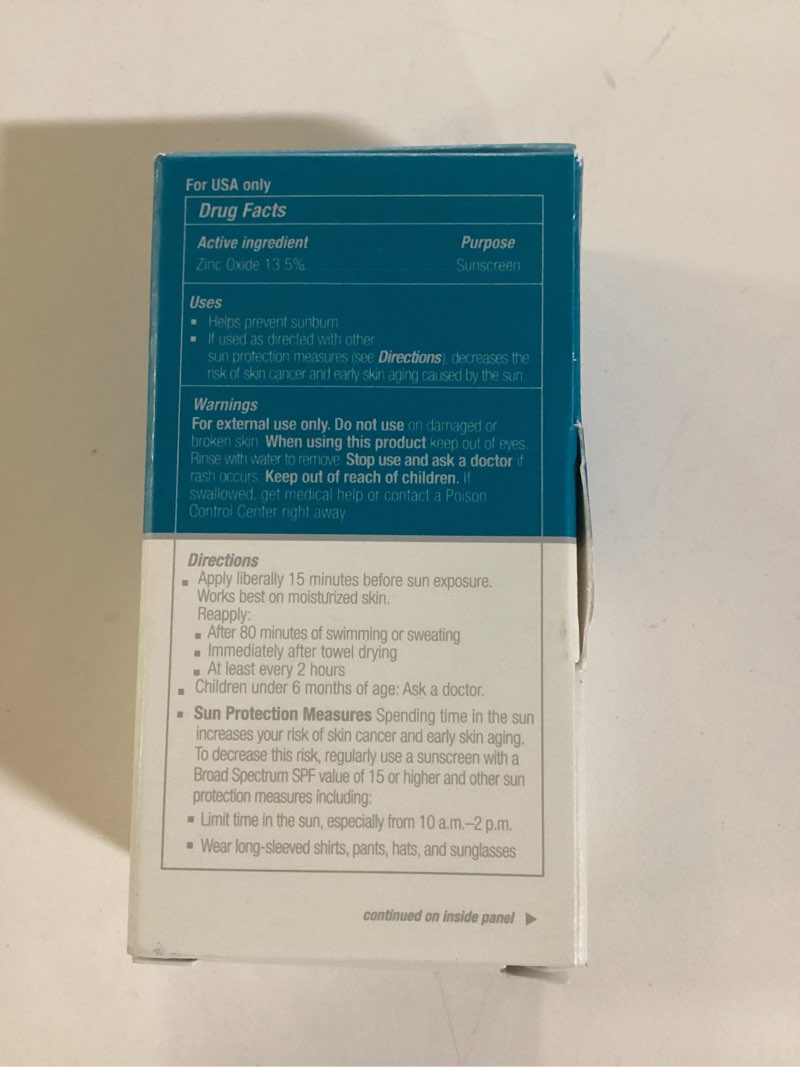 For USA only
Drug Facts
Active ingredient Purpose
Zinc Oxide 13.5% Sunscreen
Uses
▪ Helps prevent sunburn
▪ If used as directed with other
sun protection measures (see Directions), decreases the
risk of skin cancer and early skin aging caused by the sun.
Warnings
For external use only. Do not use on damaged or
broken skin. When using this product keep out of eyes.
Rinse with water to remove. Stop use and ask a doctor if
rash occurs. Keep out of reach of children. If
swallowed, get medical help or contact a Poison
Control Center right away.
Directions
▪ Apply liberally 15 minutes before sun exposure.
Works best on moisturized skin.
Reapply:
▪ After 80 minutes of swimming or sweating
▪ Immediately after towel drying
▪ At least every 2 hours
▪ Children under 6 months of age: Ask a doctor.
▪ Sun Protection Measures Spending time in the sun
increases your risk of skin cancer and early skin aging.
To decrease this risk, regularly use a sunscreen with a
Broad Spectrum SPF value of 15 or higher and other sun
protection measures including:
▪ Limit time in the sun, especially from 10 a.m.–2 p.m.
▪ Wear long-sleeved shirts, pants, hats, and sunglasses
continued on inside panel ▶